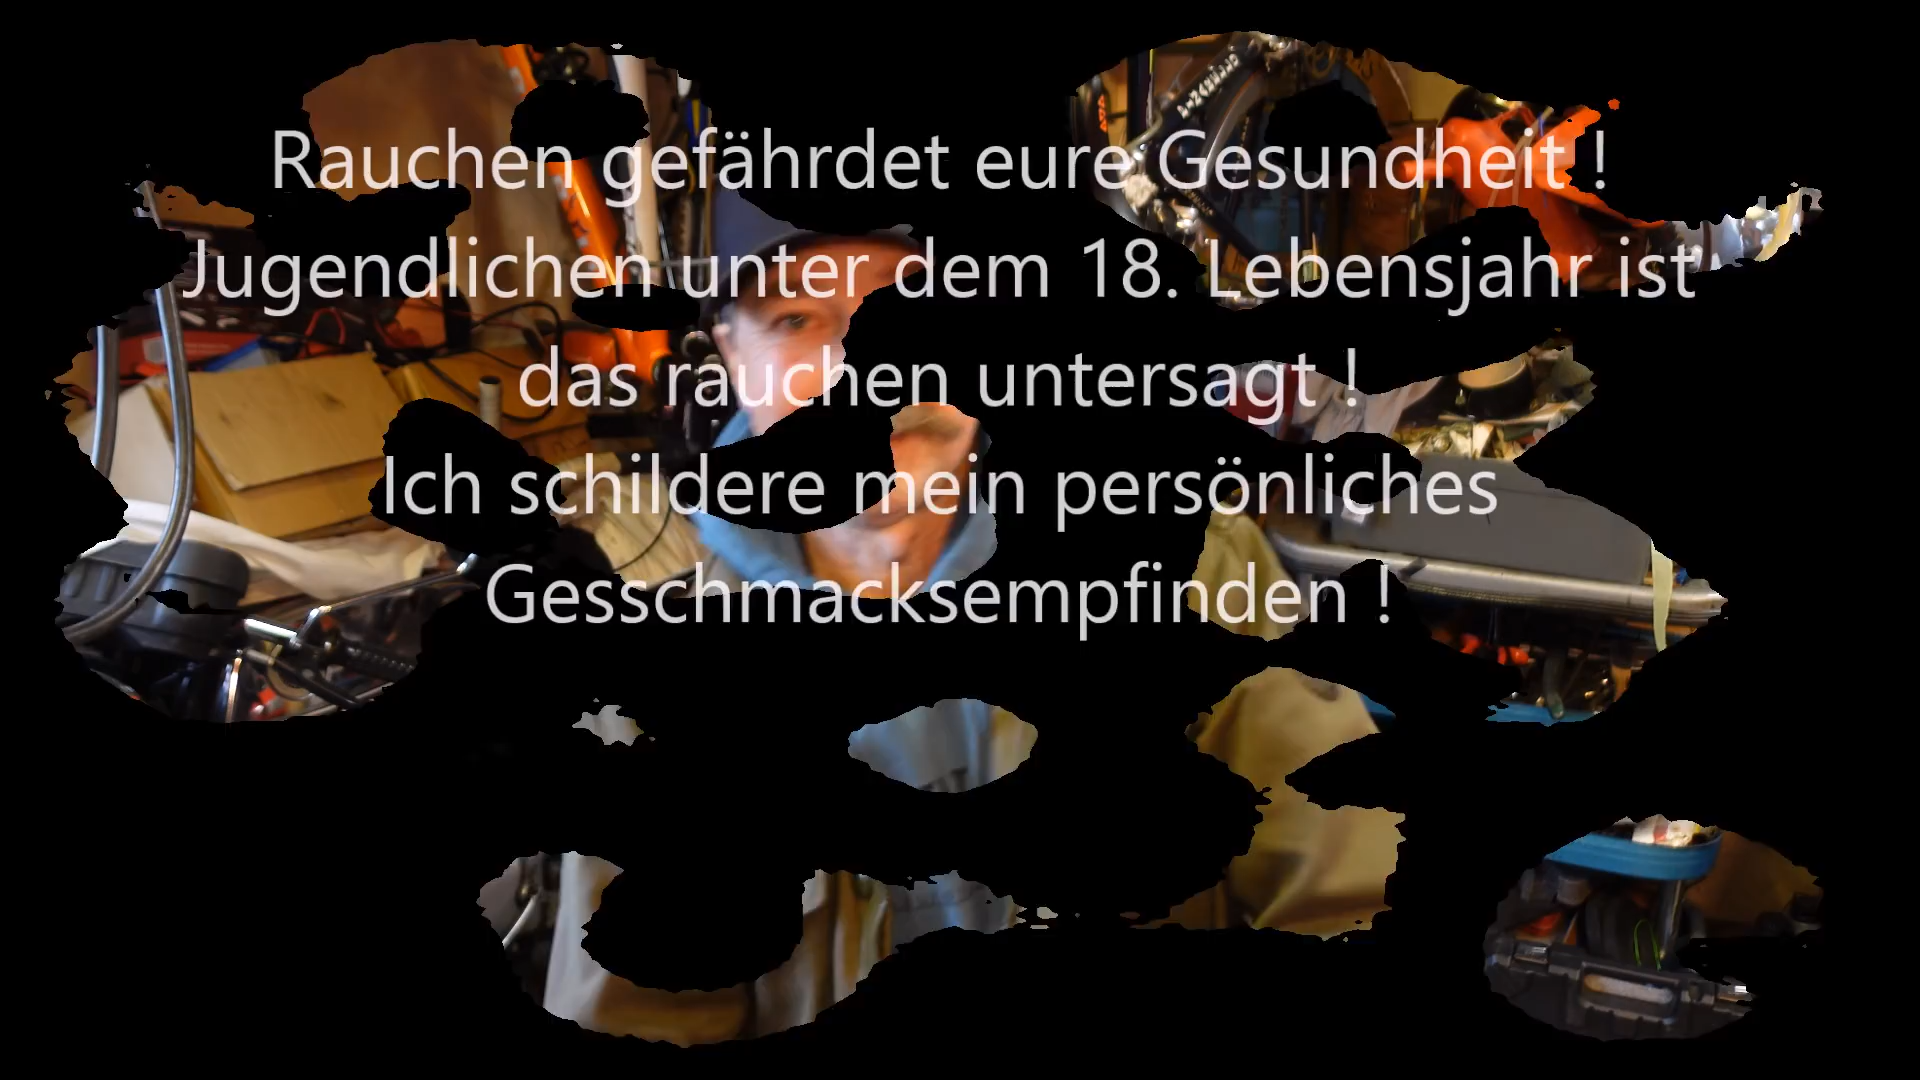 Rauchen gefährdet eure Gesundheit !
Jugendlichen unter dem 18. Lebensjahr ist
das rauchen untersagt !
Ich schildere mein persönliches
Gesschmacksempfinden !